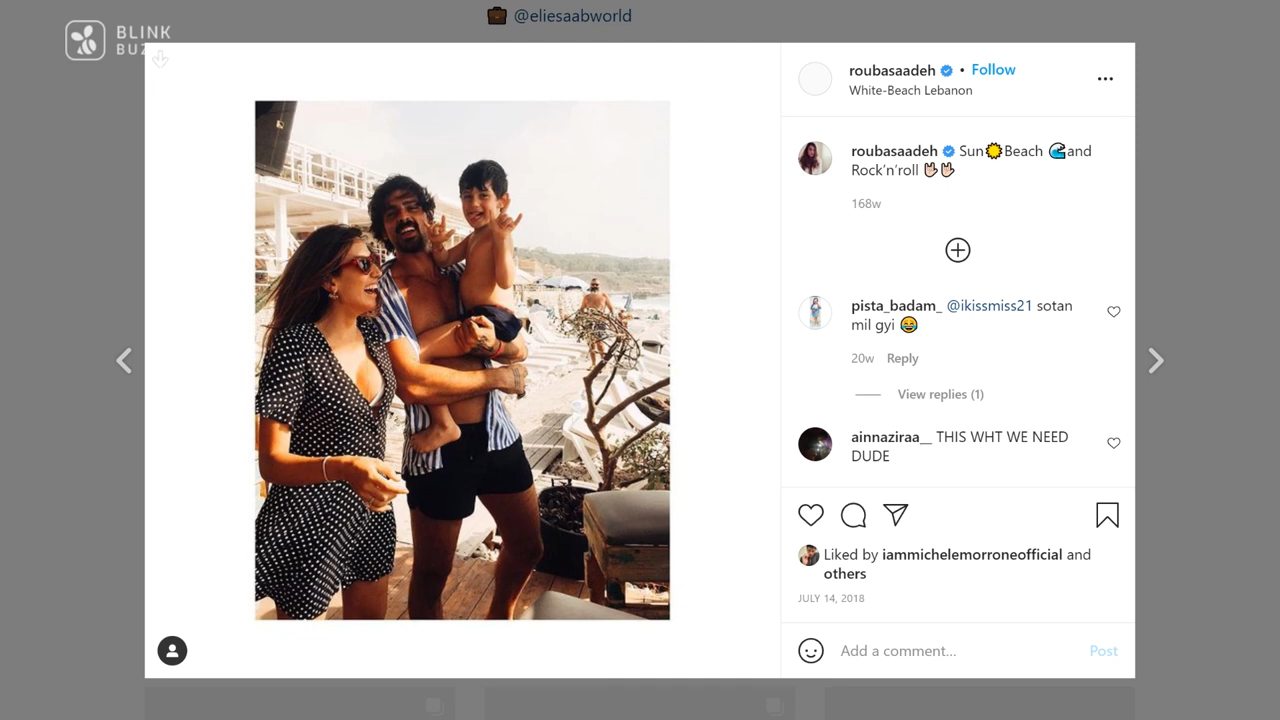 💼 @eliesaabworld
BLINK
BUZ
roubasaadeh • Follow
White-Beach Lebanon
roubasaadeh Sun🌞Beach 🌊and
Rock’n’roll 🤘🏻🤘🏻
168w
pista_badam_ @ikissmiss21 sotan
mil gyi 😂
20w Reply
View replies (1)
ainnaziraa__ THIS WHT WE NEED
DUDE
Liked by iammichelemorroneofficial and
others
JULY 14, 2018
Add a comment... Post